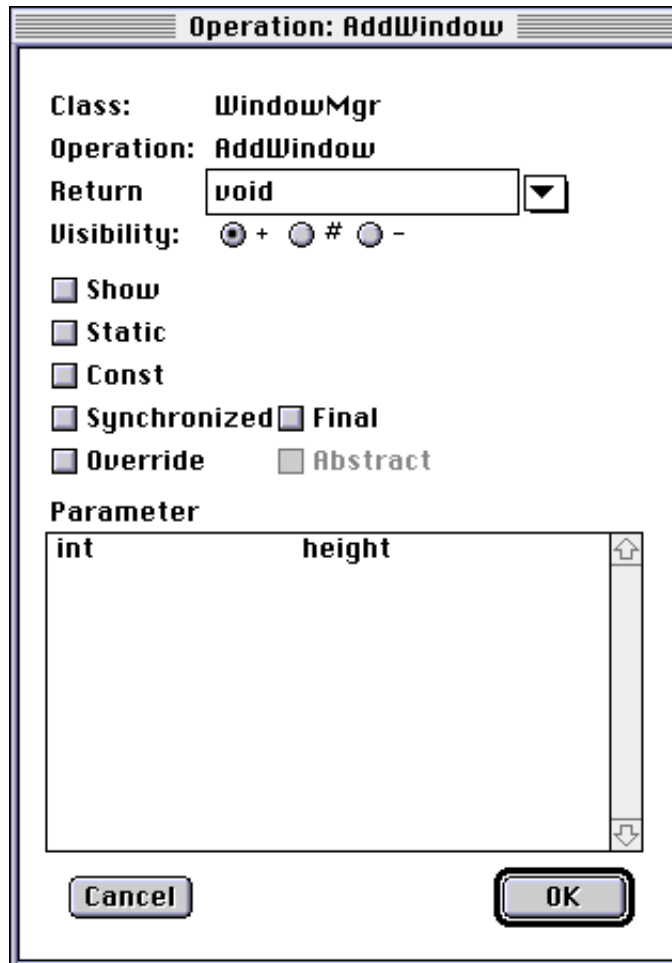 Operation: AddWindow
Class: WindowMgr
Operation: AddWindow
Return void
Visibility: + # -
Show
Static
Const
Synchronized Final
Override Abstract
Parameter
int height
Cancel OK